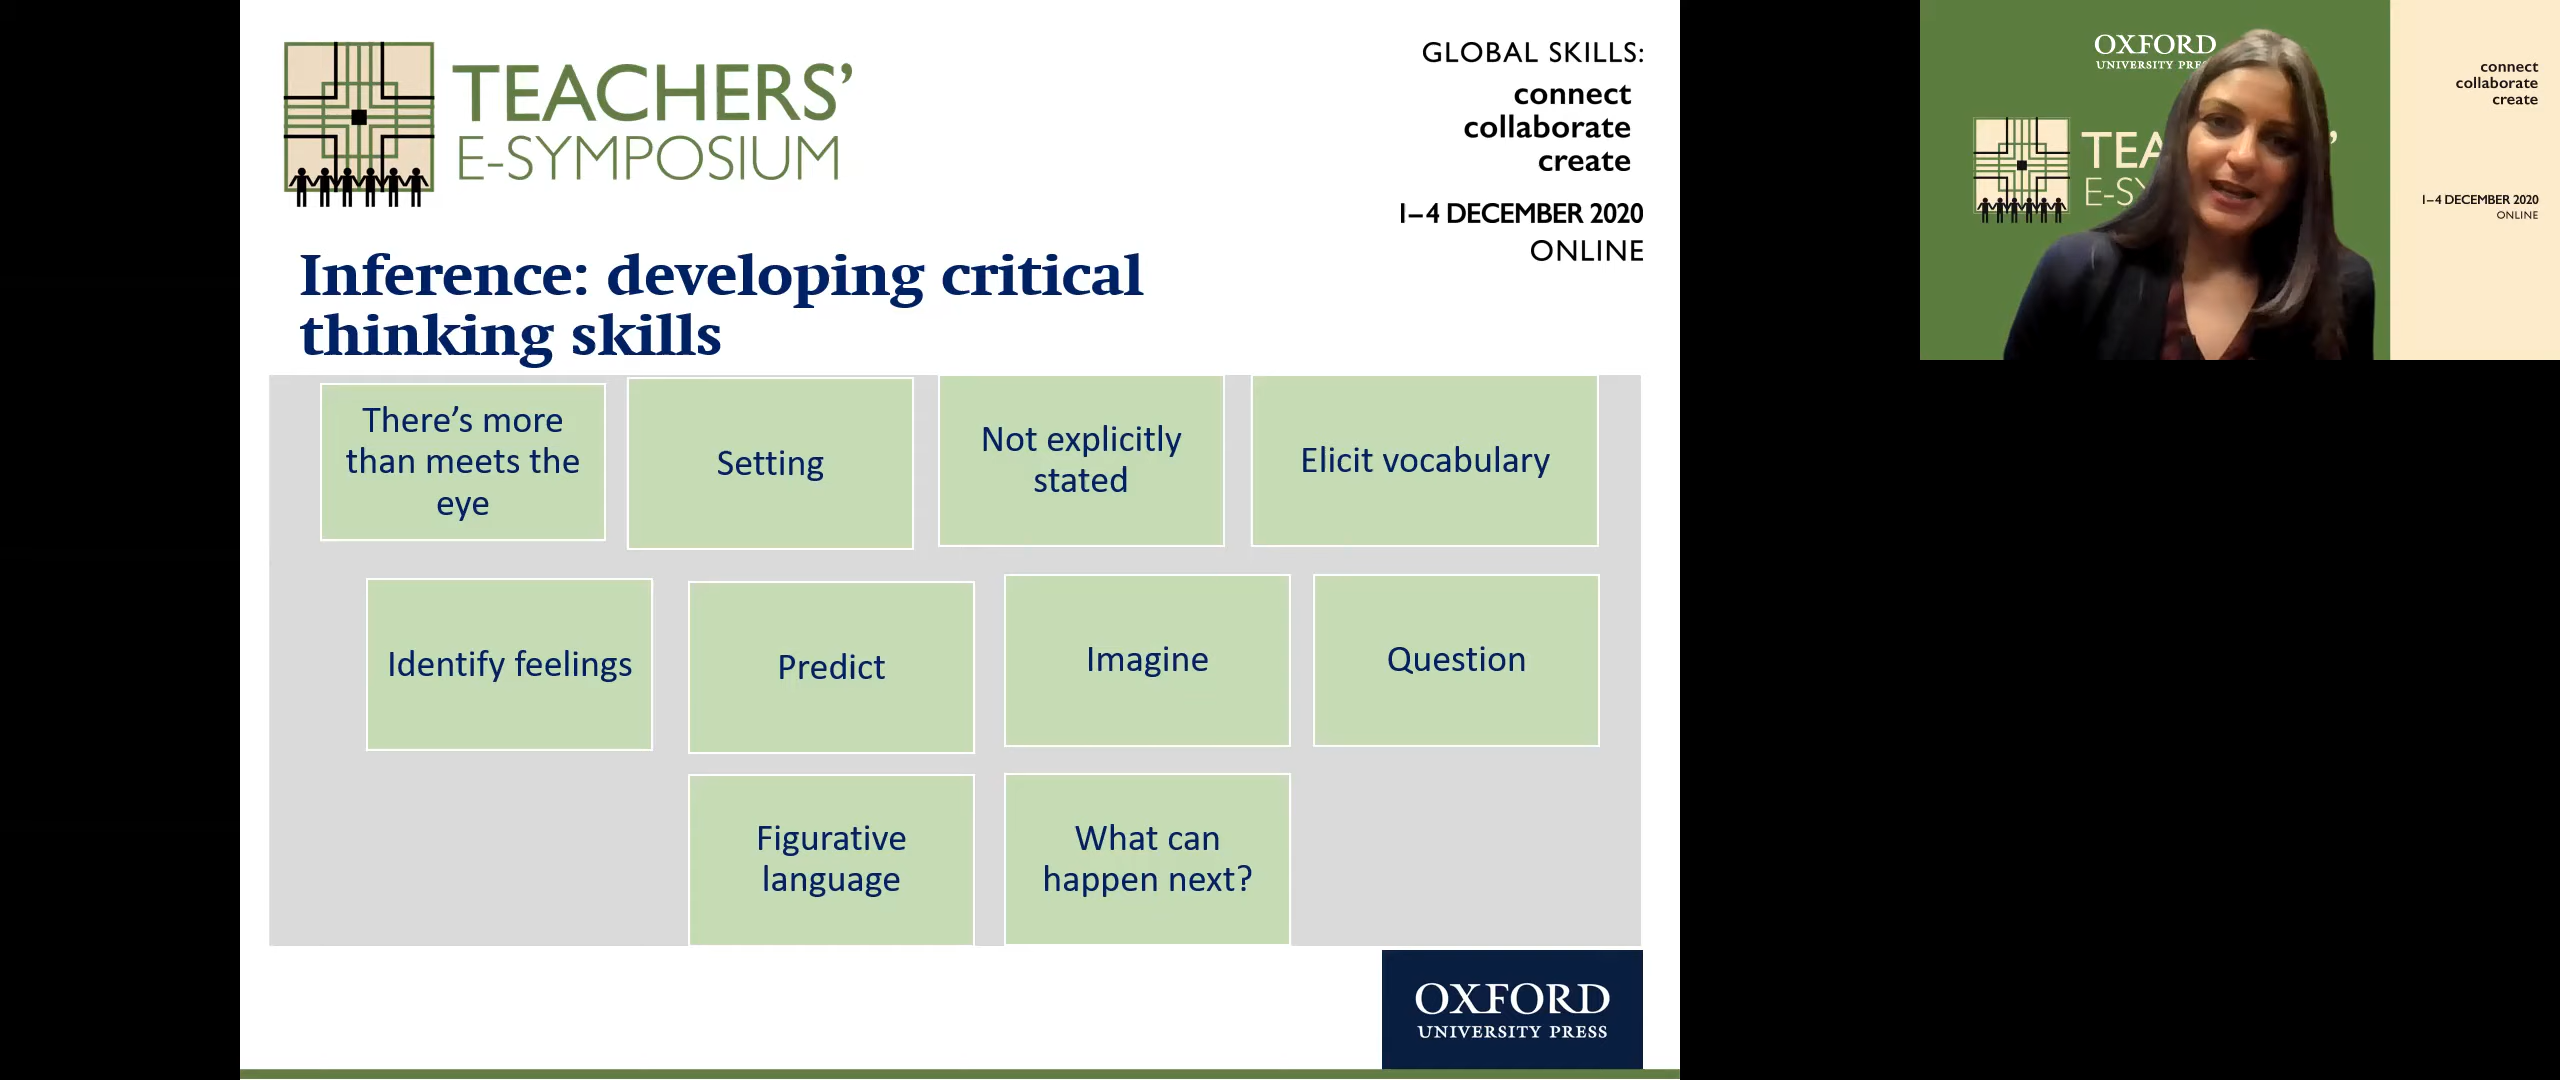 TEACHERS'
E-SYMPOSIUM
GLOBAL SKILLS:
connect
collaborate
create
1–4 DECEMBER 2020
ONLINE
Inference: developing critical
thinking skills
There's more
than meets the
eye
Setting
Not explicitly
stated
Elicit vocabulary
Identify feelings
Predict
Imagine
Question
Figurative
language
What can
happen next?
OXFORD
UNIVERSITY PRESS
OXFORD
UNIVERSITY
connect
collaborate
create
1–4 DECEMBER 2020
ONLINE